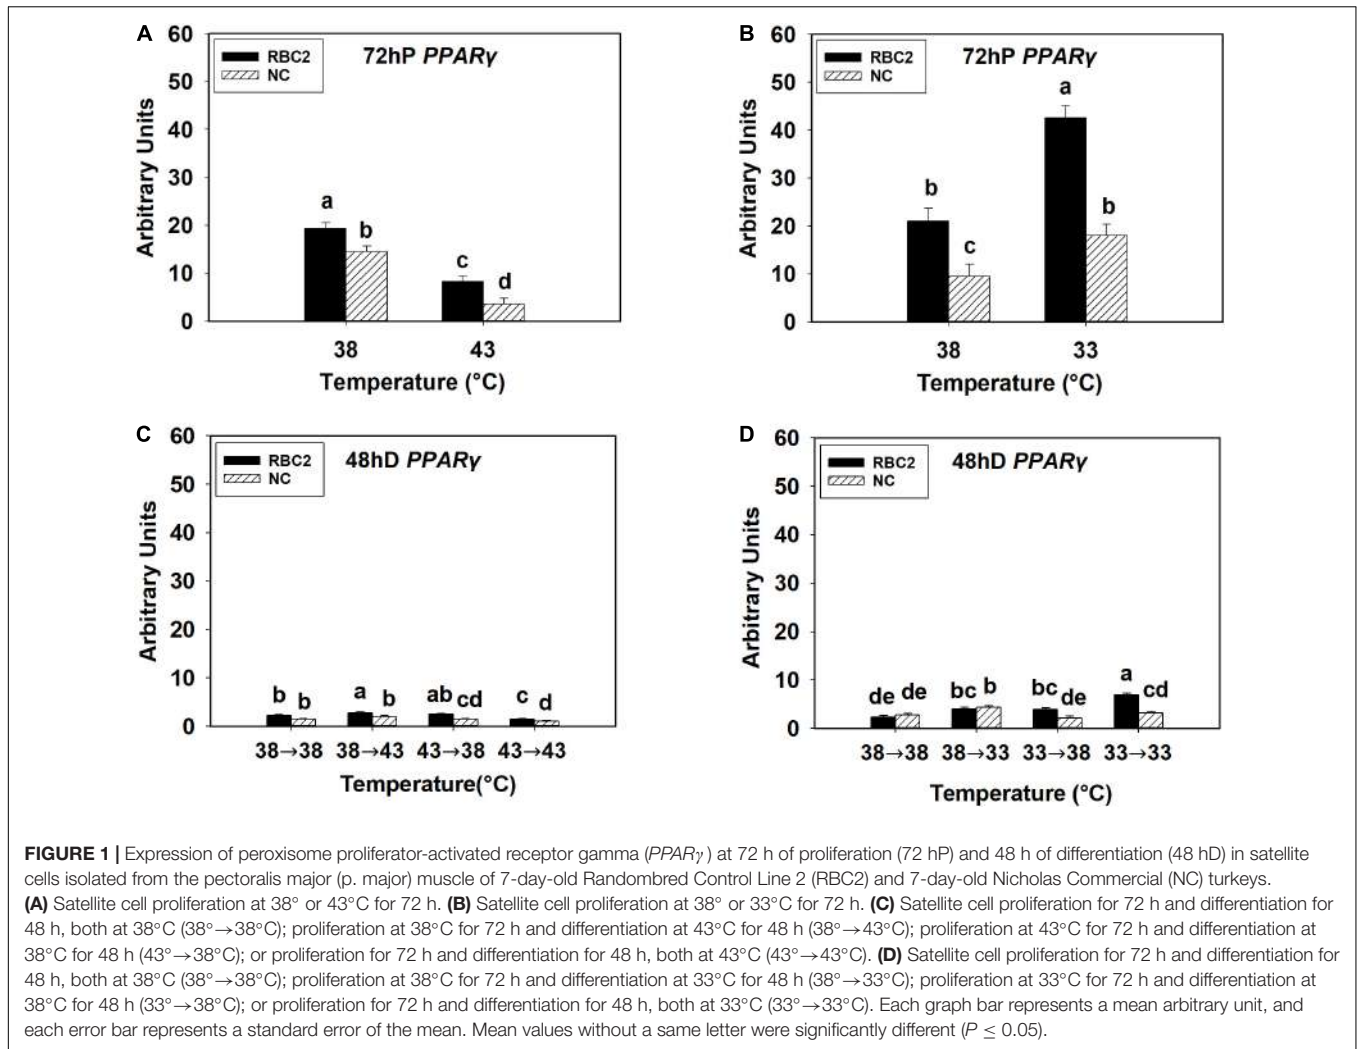 A
60
50
40
30
20
10
0
Arbitrary Units
RBC2
NC
72hP PPARγ
a
b
c
d
38
43
Temperature (°C)
B
60
50
40
30
20
10
0
Arbitrary Units
RBC2
NC
72hP PPARγ
b
c
a
b
38
33
Temperature (°C)
C
60
50
40
30
20
10
0
Arbitrary Units
RBC2
NC
48hD PPARγ
b b a b ab cd c d
38→38 38→43 43→38 43→43
Temperature(°C)
D
60
50
40
30
20
10
0
Arbitrary Units
RBC2
NC
48hD PPARγ
de de bc b bc de a cd
38→38 38→33 33→38 33→33
Temperature (°C)
FIGURE 1 | Expression of peroxisome proliferator-activated receptor gamma (PPARγ) at 72 h of proliferation (72 hP) and 48 h of differentiation (48 hD) in satellite
cells isolated from the pectoralis major (p. major) muscle of 7-day-old Randombred Control Line 2 (RBC2) and 7-day-old Nicholas Commercial (NC) turkeys.
(A) Satellite cell proliferation at 38° or 43°C for 72 h. (B) Satellite cell proliferation at 38° or 33°C for 72 h. (C) Satellite cell proliferation for 72 h and differentiation for
48 h, both at 38°C (38°→38°C); proliferation at 38°C for 72 h and differentiation at 43°C for 48 h (38°→43°C); proliferation at 43°C for 72 h and differentiation at
38°C for 48 h (43°→38°C); or proliferation for 72 h and differentiation for 48 h, both at 43°C (43°→43°C). (D) Satellite cell proliferation for 72 h and differentiation for
48 h, both at 38°C (38°→38°C); proliferation at 38°C for 72 h and differentiation at 33°C for 48 h (38°→33°C); proliferation at 33°C for 72 h and differentiation at
38°C for 48 h (33°→38°C); or proliferation for 72 h and differentiation for 48 h, both at 33°C (33°→33°C). Each graph bar represents a mean arbitrary unit, and
each error bar represents a standard error of the mean. Mean values without a same letter were significantly different (P ≤ 0.05).